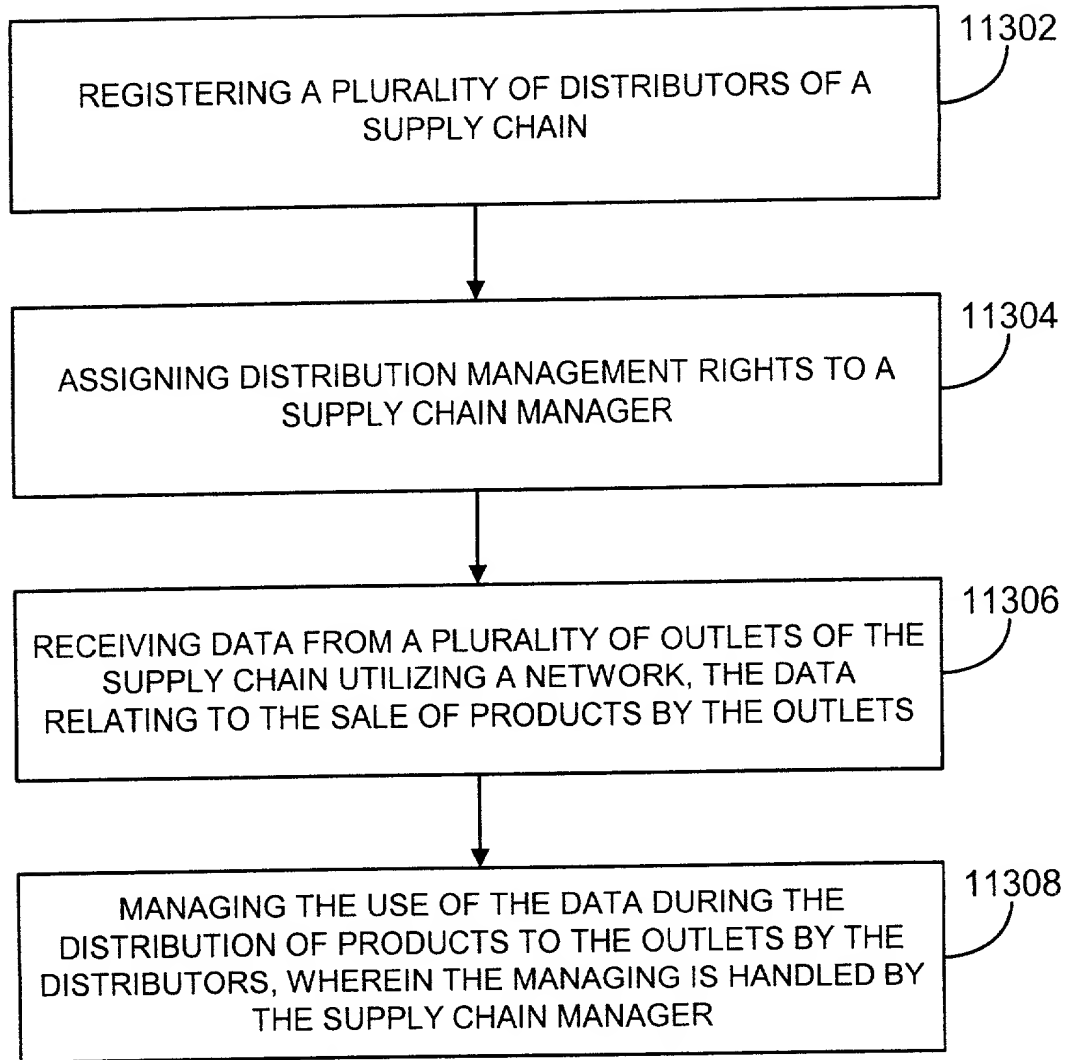 11302
REGISTERING A PLURALITY OF DISTRIBUTORS OF A
SUPPLY CHAIN
11304
ASSIGNING DISTRIBUTION MANAGEMENT RIGHTS TO A
SUPPLY CHAIN MANAGER
11306
RECEIVING DATA FROM A PLURALITY OF OUTLETS OF THE
SUPPLY CHAIN UTILIZING A NETWORK, THE DATA
RELATING TO THE SALE OF PRODUCTS BY THE OUTLETS
11308
MANAGING THE USE OF THE DATA DURING THE
DISTRIBUTION OF PRODUCTS TO THE OUTLETS BY THE
DISTRIBUTORS, WHEREIN THE MANAGING IS HANDLED BY
THE SUPPLY CHAIN MANAGER